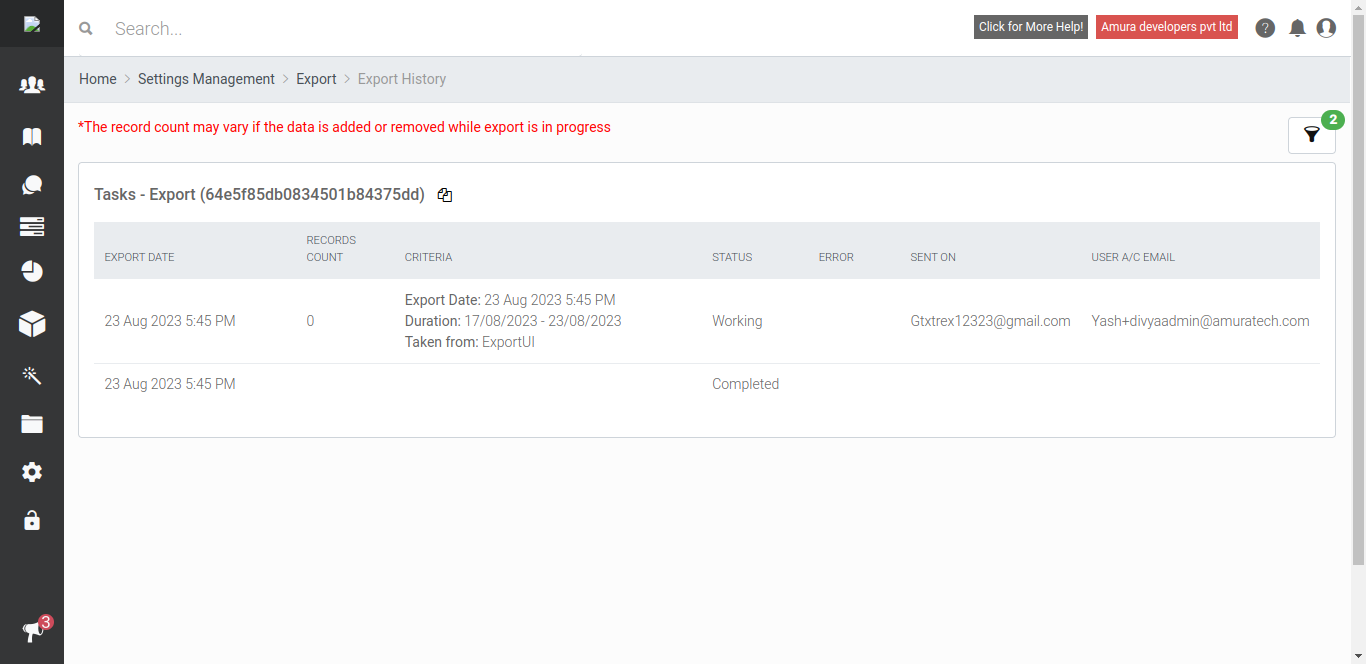 Search...
Click for More Help!
Amura developers pvt ltd
?
Home > Settings Management > Export > Export History
*The record count may vary if the data is added or removed while export is in progress
2
Tasks - Export (64e5f85db0834501b84375dd)
EXPORT DATE RECORDS COUNT CRITERIA STATUS ERROR SENT ON USER A/C EMAIL
23 Aug 2023 5:45 PM 0 Export Date: 23 Aug 2023 5:45 PM Working Gtxtrex12323@gmail.com Yash+divyaadmin@amuratech.com
Duration: 17/08/2023 - 23/08/2023
Taken from: ExportUI
23 Aug 2023 5:45 PM Completed
3